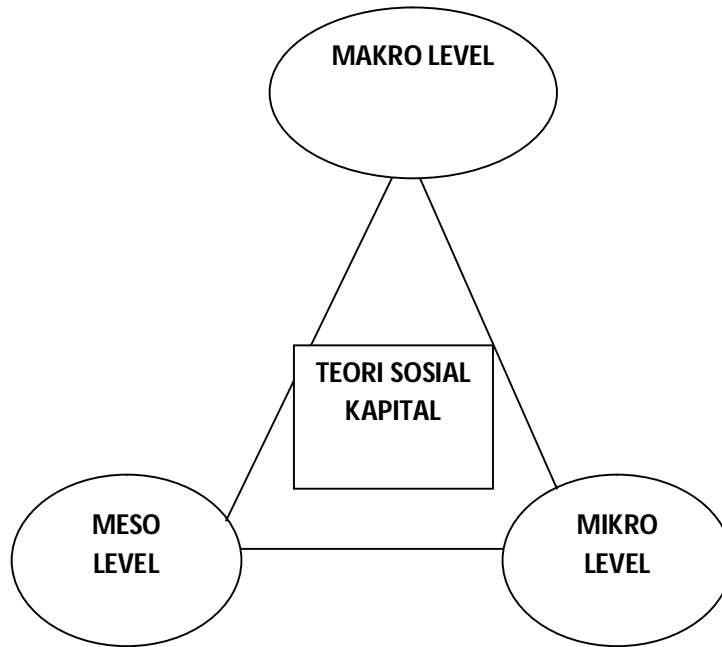 MAKRO LEVEL
TEORI SOSIAL
KAPITAL
MESO
LEVEL
MIKRO
LEVEL